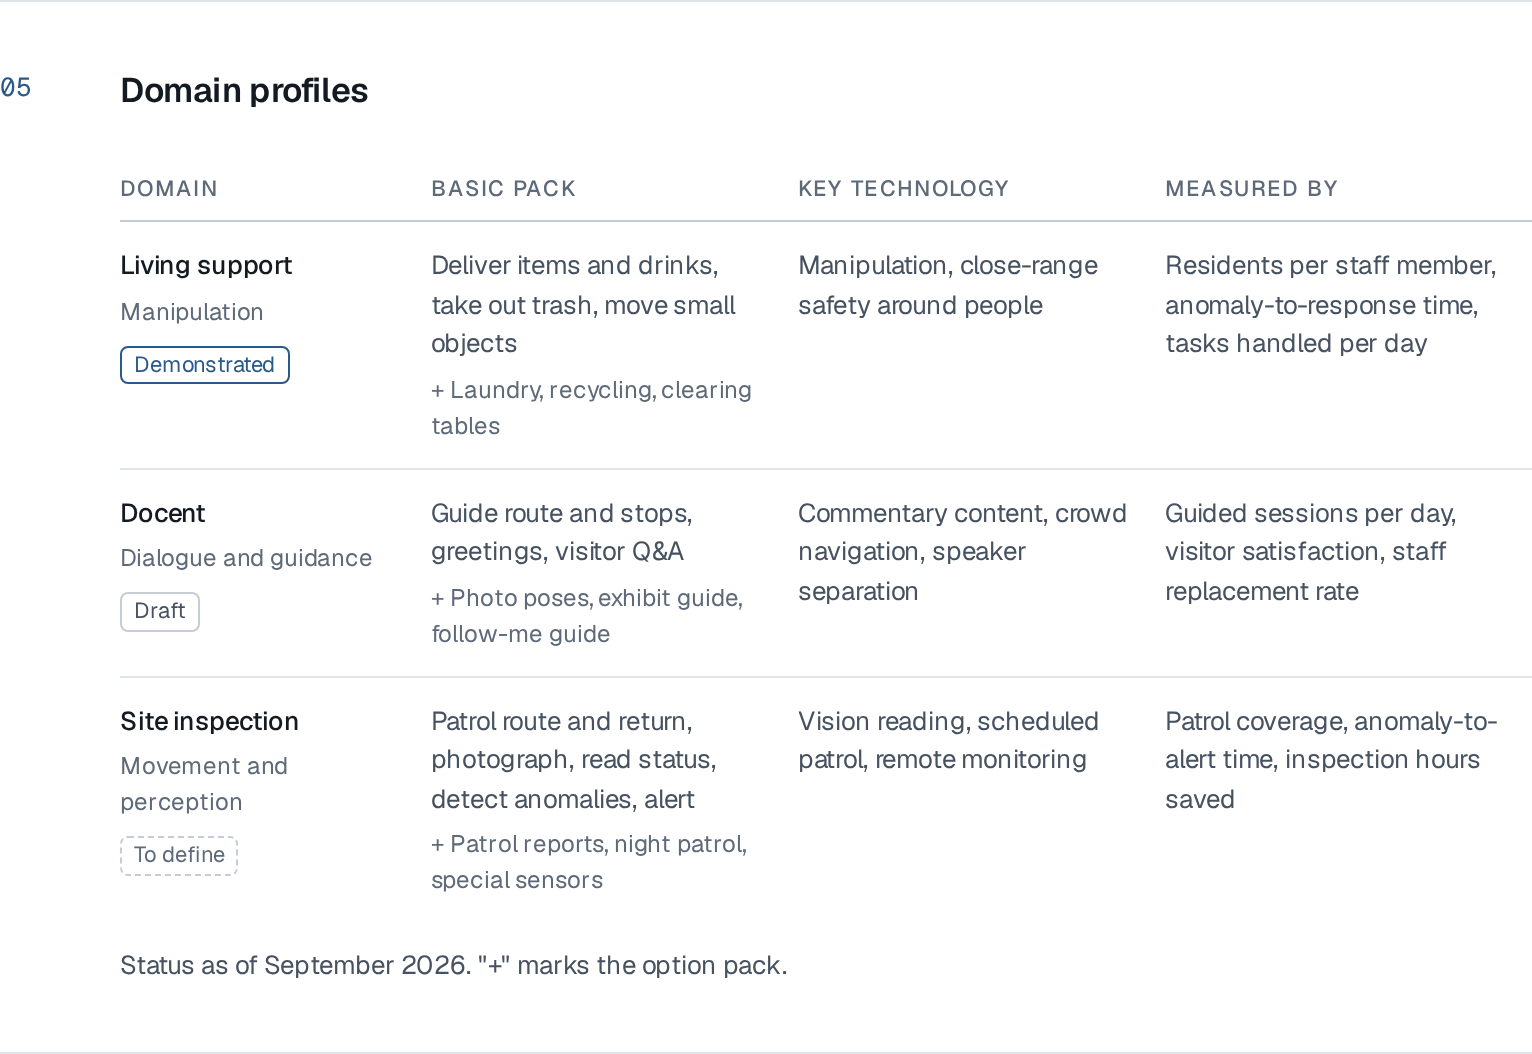 05
Domain profiles
DOMAIN
BASIC PACK
KEY TECHNOLOGY
MEASURED BY
Living support
Manipulation
Demonstrated
Deliver items and drinks,
take out trash, move small
objects
+ Laundry, recycling, clearing
tables
Manipulation, close-range
safety around people
Residents per staff member,
anomaly-to-response time,
tasks handled per day
Docent
Dialogue and guidance
Draft
Guide route and stops,
greetings, visitor Q&A
+ Photo poses, exhibit guide,
follow-me guide
Commentary content, crowd
navigation, speaker
separation
Guided sessions per day,
visitor satisfaction, staff
replacement rate
Site inspection
Movement and
perception
To define
Patrol route and return,
photograph, read status,
detect anomalies, alert
+ Patrol reports, night patrol,
special sensors
Vision reading, scheduled
patrol, remote monitoring
Patrol coverage, anomaly-to-
alert time, inspection hours
saved
Status as of September 2026. "+" marks the option pack.